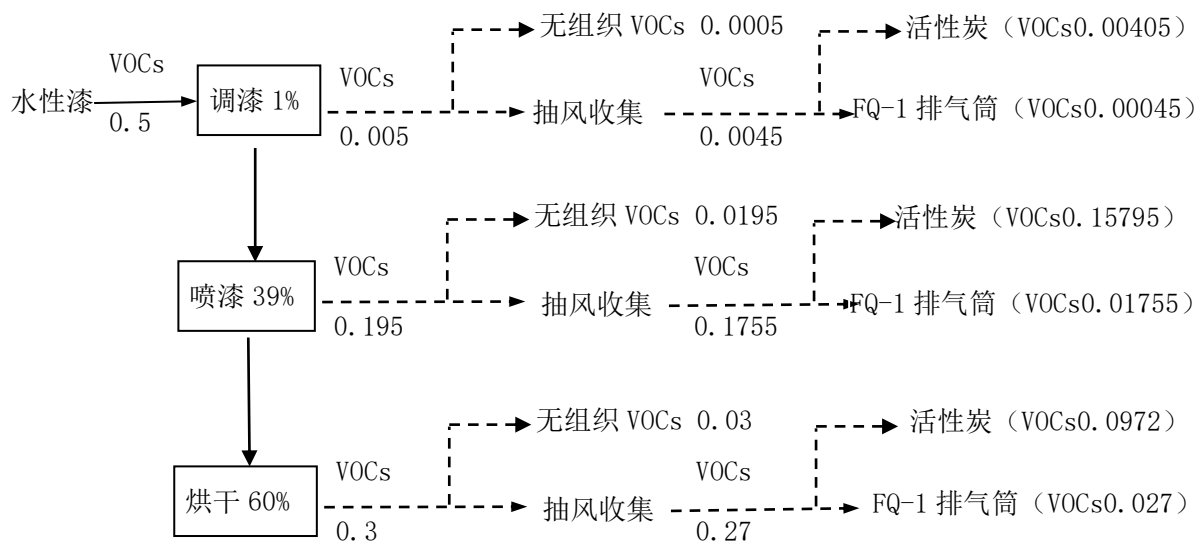 无组织 VOCs 0.0005
活性炭（VOCs0.00405）
VOCs
水性漆
0.5
调漆 1%
VOCs
0.005
抽风收集
VOCs
0.0045
FQ-1 排气筒（VOCs0.00045）
无组织 VOCs 0.0195
活性炭（VOCs0.15795）
喷漆 39%
VOCs
0.195
抽风收集
VOCs
0.1755
FQ-1 排气筒（VOCs0.01755）
无组织 VOCs 0.03
活性炭（VOCs0.0972）
烘干 60%
VOCs
0.3
抽风收集
VOCs
0.27
FQ-1 排气筒（VOCs0.027）